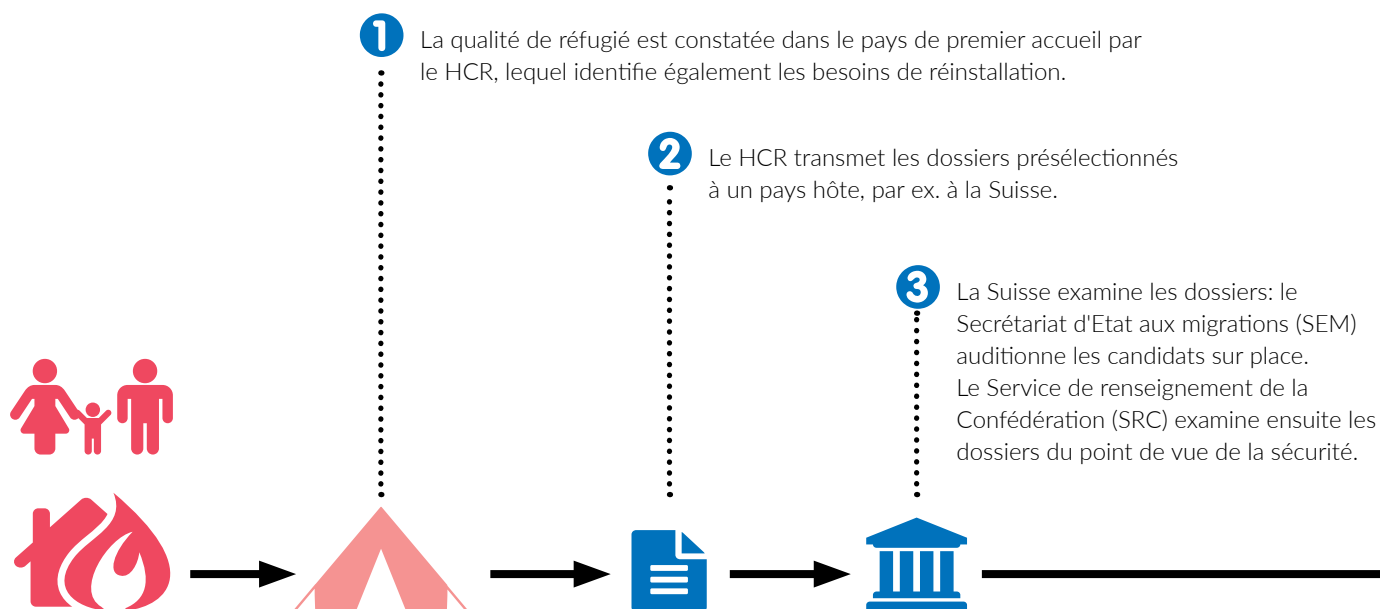 1 La qualité de réfugié est constatée dans le pays de premier accueil par
le HCR, lequel identifie également les besoins de réinstallation.
2 Le HCR transmet les dossiers présélectionnés
à un pays hôte, par ex. à la Suisse.
3 La Suisse examine les dossiers: le
Secrétariat d'Etat aux migrations (SEM)
auditionne les candidats sur place.
Le Service de renseignement de la
Confédération (SRC) examine ensuite les
dossiers du point de vue de la sécurité.